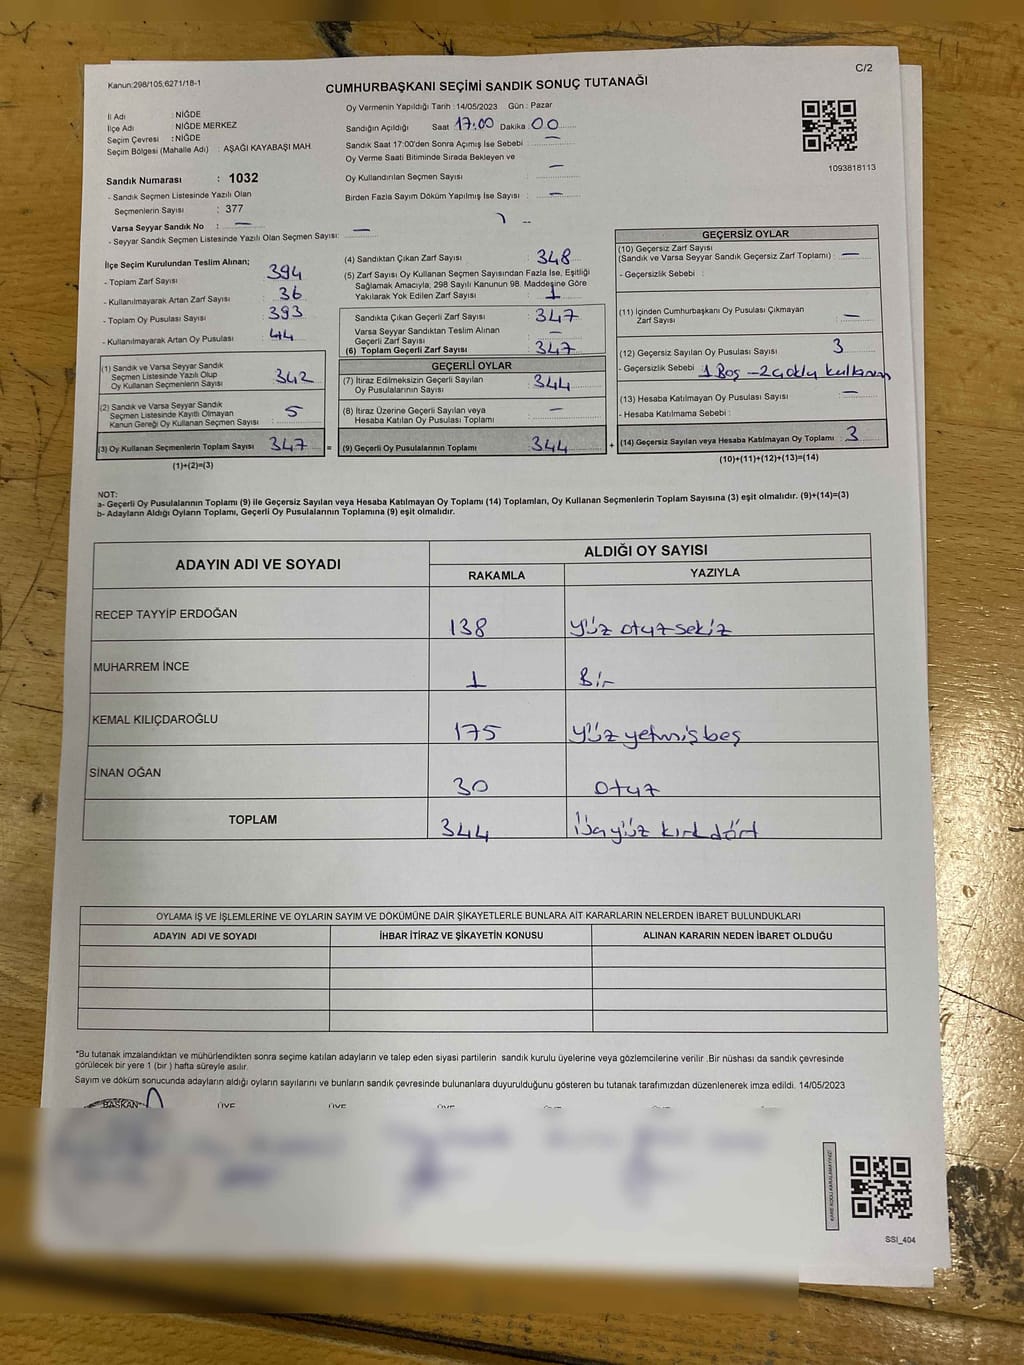 Kanun:298/105,6271/18-1
C/2
CUMHURBAŞKANI SEÇİMİ SANDIK SONUÇ TUTANAĞI
İl Adı : NİĞDE
İlçe Adı : NİĞDE MERKEZ
Seçim Çevresi : NİĞDE
Seçim Bölgesi (Mahalle Adı) : AŞAĞI KAYABAŞI MAH.
Sandık Numarası : 1032
- Sandık Seçmen Listesinde Yazılı Olan
Seçmenlerin Sayısı : 377
Varsa Seyyar Sandık No : —
- Seyyar Sandık Seçmen Listesinde Yazılı Olan Seçmen Sayısı: —
Oy Vermenin Yapıldığı Tarih : 14/05/2023 Gün : Pazar
Sandığın Açıldığı Saat 17:00 Dakika : 00
Sandık Saat 17:00'den Sonra Açımış İse Sebebi : —
Oy Verme Saati Bitiminde Sırada Bekleyen ve
Oy Kullandırılan Seçmen Sayısı : —
Birden Fazla Sayım Döküm Yapılmış İse Sayısı : —
1093818113
İlçe Seçim Kurulundan Teslim Alınan;
- Toplam Zarf Sayısı : 394
- Kullanılmayarak Artan Zarf Sayısı : 36
- Toplam Oy Pusulası Sayısı : 393
- Kullanılmayarak Artan Oy Pusulası : 44
(1) Sandık ve Varsa Seyyar Sandık
Seçmen Listesinde Yazılı Olup
Oy Kullanan Seçmenlerin Sayısı : 342
(2) Sandık ve Varsa Seyyar Sandık
Seçmen Listesinde Kayıtlı Olmayan
Kanun Gereği Oy Kullanan Seçmen Sayısı : 5
(3) Oy Kullanan Seçmenlerin Toplam Sayısı : 347
(1)+(2)=(3)
(4) Sandıktan Çıkan Zarf Sayısı : 348
(5) Zarf Sayısı Oy Kullanan Seçmen Sayısından Fazla İse, Eşitliği
Sağlamak Amacıyla, 298 Sayılı Kanunun 98. Maddesine Göre
Yakılarak Yok Edilen Zarf Sayısı : 1
Sandıkta Çıkan Geçerli Zarf Sayısı : 347
Varsa Seyyar Sandıktan Teslim Alınan
Geçerli Zarf Sayısı : —
(6) Toplam Geçerli Zarf Sayısı : 347
GEÇERLİ OYLAR
(7) İtiraz Edilmeksizin Geçerli Sayılan
Oy Pusulalarının Sayısı : 344
(8) İtiraz Üzerine Geçerli Sayılan veya
Hesaba Katılan Oy Pusulası Toplamı : —
= (9) Geçerli Oy Pusulalarının Toplamı : 344 +
GEÇERSİZ OYLAR
(10) Geçersiz Zarf Sayısı
(Sandık ve Varsa Seyyar Sandık Geçersiz Zarf Toplamı) : —
- Geçersizlik Sebebi :
(11) İçinden Cumhurbaşkanı Oy Pusulası Çıkmayan
Zarf Sayısı : —
(12) Geçersiz Sayılan Oy Pusulası Sayısı : 3
- Geçersizlik Sebebi : 1 Boş - 2 çoklu kullanım
(13) Hesaba Katılmayan Oy Pusulası Sayısı : —
- Hesaba Katılmama Sebebi :
(14) Geçersiz Sayılan veya Hesaba Katılmayan Oy Toplamı : 3
(10)+(11)+(12)+(13)=(14)
NOT:
a- Geçerli Oy Pusulalarının Toplamı (9) ile Geçersiz Sayılan veya Hesaba Katılmayan Oy Toplamı (14) Toplamları, Oy Kullanan Seçmenlerin Toplam Sayısına (3) eşit olmalıdır. (9)+(14)=(3)
b- Adayların Aldığı Oyların Toplamı, Geçerli Oy Pusulalarının Toplamına (9) eşit olmalıdır.
ADAYIN ADI VE SOYADI
ALDIĞI OY SAYISI
RAKAMLA YAZIYLA
RECEP TAYYİP ERDOĞAN 138 Yüz otuz sekiz
MUHARREM İNCE 1 Bir
KEMAL KILIÇDAROĞLU 175 Yüz yetmiş beş
SİNAN OĞAN 30 Otuz
TOPLAM 344 Üçyüz kırk dört
OYLAMA İŞ VE İŞLEMLERİNE VE OYLARIN SAYIM VE DÖKÜMÜNE DAİR ŞİKAYETLERLE BUNLARA AİT KARARLARIN NELERDEN İBARET BULUNDUKLARI
ADAYIN ADI VE SOYADI İHBAR İTİRAZ VE ŞİKAYETİN KONUSU ALINAN KARARIN NEDEN İBARET OLDUĞU
*Bu tutanak imzalandıktan ve mühürlendikten sonra seçime katılan adayların ve talep eden siyasi partilerin sandık kurulu üyelerine veya gözlemcilerine verilir .Bir nüshası da sandık çevresinde
görülecek bir yere 1 (bir ) hafta süreyle asılır.
Sayım ve döküm sonucunda adayların aldığı oyların sayılarını ve bunların sandık çevresinde bulunanlara duyurulduğunu gösteren bu tutanak tarafımızdan düzenlenerek imza edildi. 14/05/2023
BAŞKAN ÜYE ÜYE
KARE KODU KARALAMAYINIZ!
SSI_404